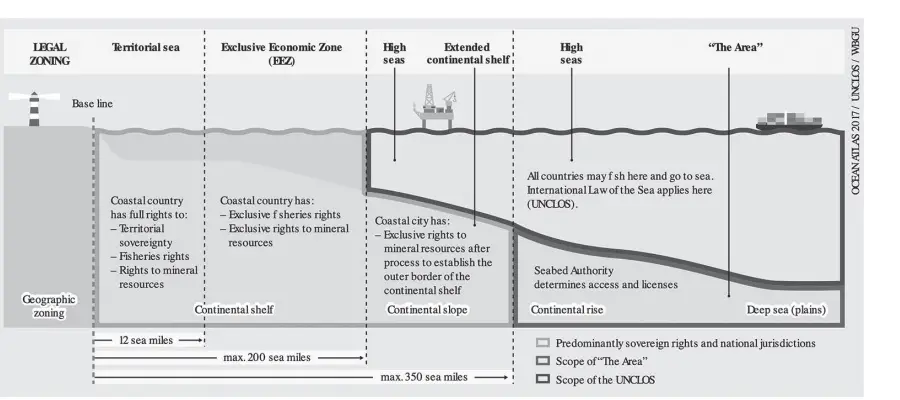 LEGAL
ZONING
Territorial sea
Exclusive Economic Zone
(EEZ)
High
seas
Extended
continental shelf
High
seas
“The Area”
Base line
Coastal country
has full rights to:
– Territorial
sovereignty
– Fisheries rights
– Rights to mineral
resources
Coastal country has:
– Exclusive f sheries rights
– Exclusive rights to mineral
resources
Coastal city has:
– Exclusive rights to
mineral resources after
process to establish the
outer border of the
continental shelf
All countries may f sh here and go to sea.
International Law of the Sea applies here
(UNCLOS).
Seabed Authority
determines access and licenses
Geographic
zoning
Continental shelf
Continental slope
Continental rise
Deep sea (plains)
12 sea miles
max. 200 sea miles
max. 350 sea miles
Predominantly sovereign rights and national jurisdictions
Scope of “The Area”
Scope of the UNCLOS
OCEAN ATLAS 2017 / UNCLOS / WBGU